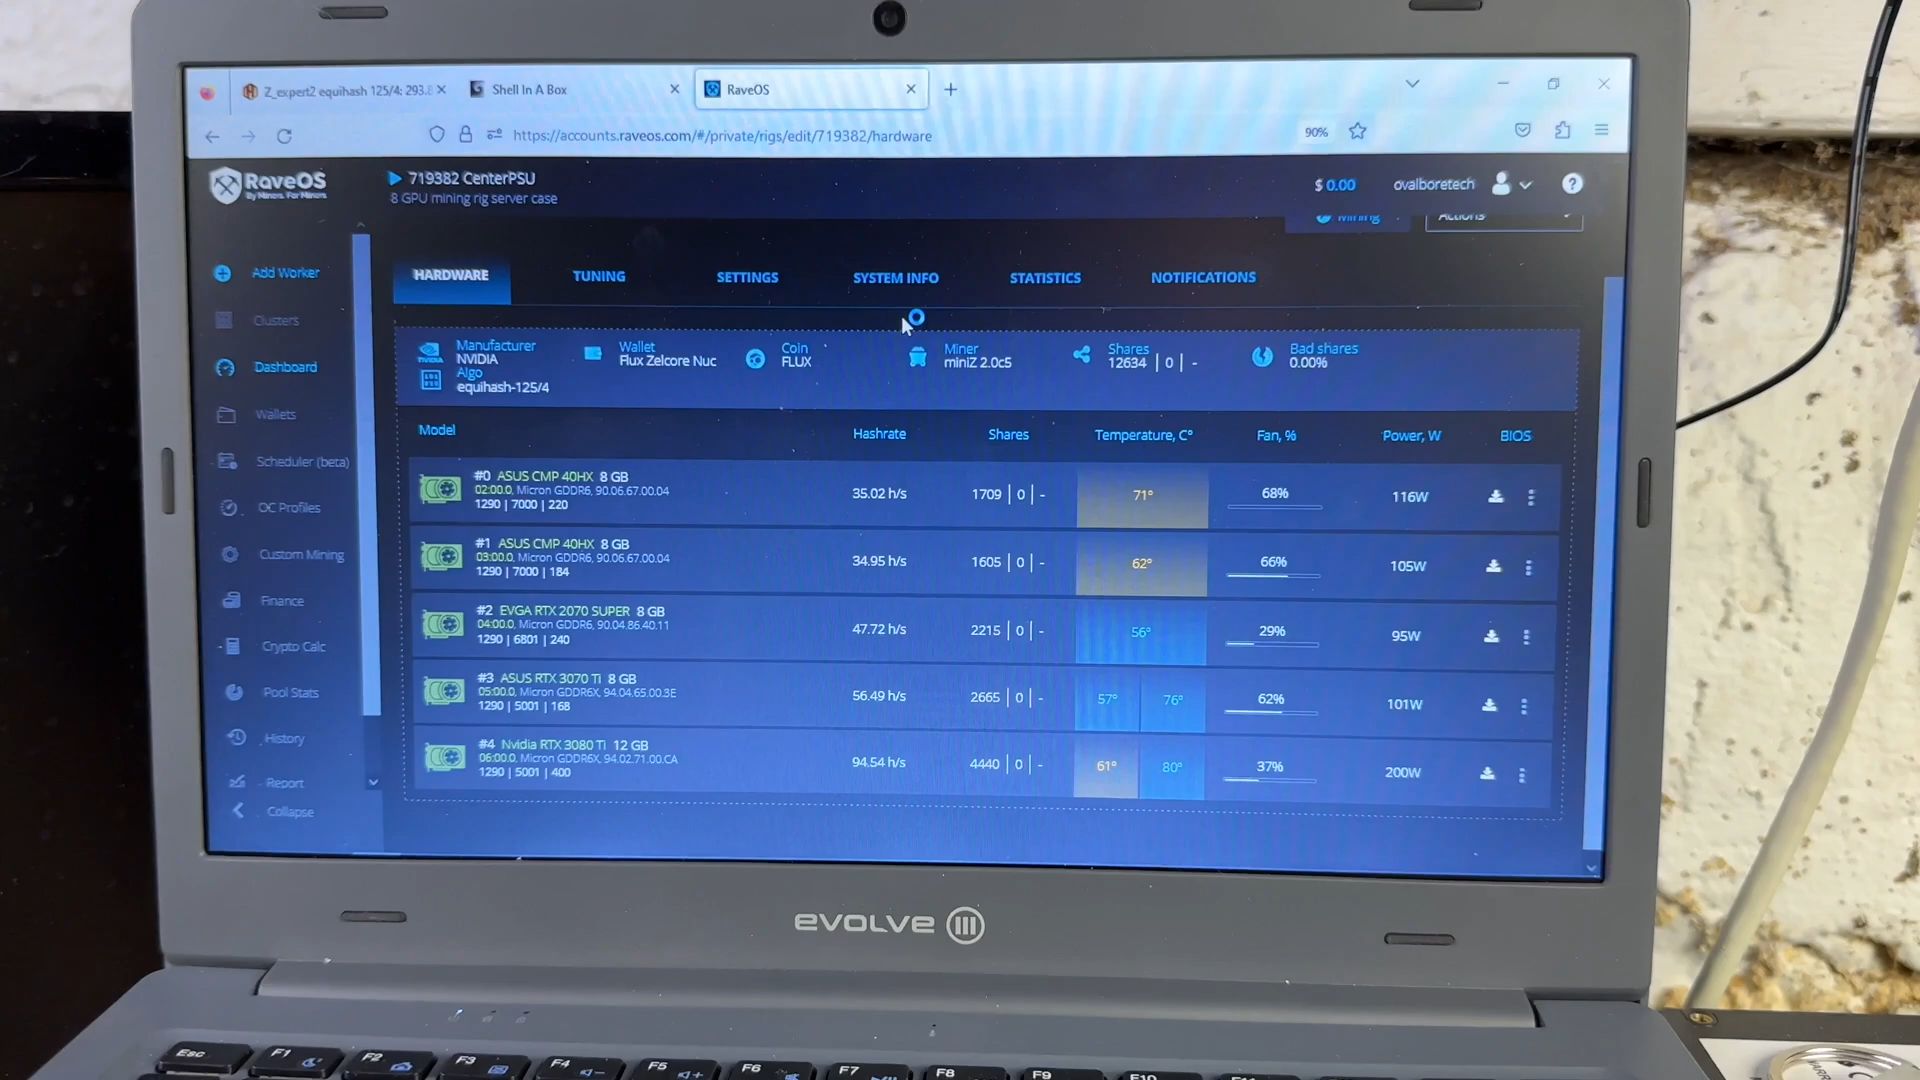 Z_expert2 equihash 125/4: 293.8
Shell In A Box
RaveOS
https://accounts.raveos.com/#/private/rigs/edit/719382/hardware
90%
RaveOS
By Miners. For Miners
719382 CenterPSU
8 GPU mining rig server case
$ 0.00
ovalboretech
?
Mining
Actions
Add Worker
Clusters
Dashboard
Wallets
Scheduler (beta)
OC Profiles
Custom Mining
Finance
Crypto Calc
Pool Stats
History
Report
Collapse
HARDWARE
TUNING
SETTINGS
SYSTEM INFO
STATISTICS
NOTIFICATIONS
Manufacturer
NVIDIA
Algo
equihash-125/4
Wallet
Flux Zelcore Nuc
Coin
FLUX
Miner
miniZ 2.0c5
Shares
12634 | 0 | -
Bad shares
0.00%
Model
Hashrate
Shares
Temperature, C°
Fan, %
Power, W
BIOS
#0 ASUS CMP 40HX 8 GB
02:00.0, Micron GDDR6, 90.06.67.00.04
1290 | 7000 | 220
35.02 h/s
1709 | 0 | -
71°
68%
116W
#1 ASUS CMP 40HX 8 GB
03:00.0, Micron GDDR6, 90.06.67.00.04
1290 | 7000 | 184
34.95 h/s
1605 | 0 | -
62°
66%
105W
#2 EVGA RTX 2070 SUPER 8 GB
04:00.0, Micron GDDR6, 90.04.86.40.11
1290 | 6801 | 240
47.72 h/s
2215 | 0 | -
56°
29%
95W
#3 ASUS RTX 3070 Ti 8 GB
05:00.0, Micron GDDR6X, 94.04.65.00.3E
1290 | 5001 | 168
56.49 h/s
2665 | 0 | -
57°
76°
62%
101W
#4 Nvidia RTX 3080 Ti 12 GB
06:00.0, Micron GDDR6X, 94.02.71.00.CA
1290 | 5001 | 400
94.54 h/s
4440 | 0 | -
61°
80°
37%
200W
EVOLVE III
Esc
F1
F2
F3
F4
F5
F6
F7
F8
F9
F10